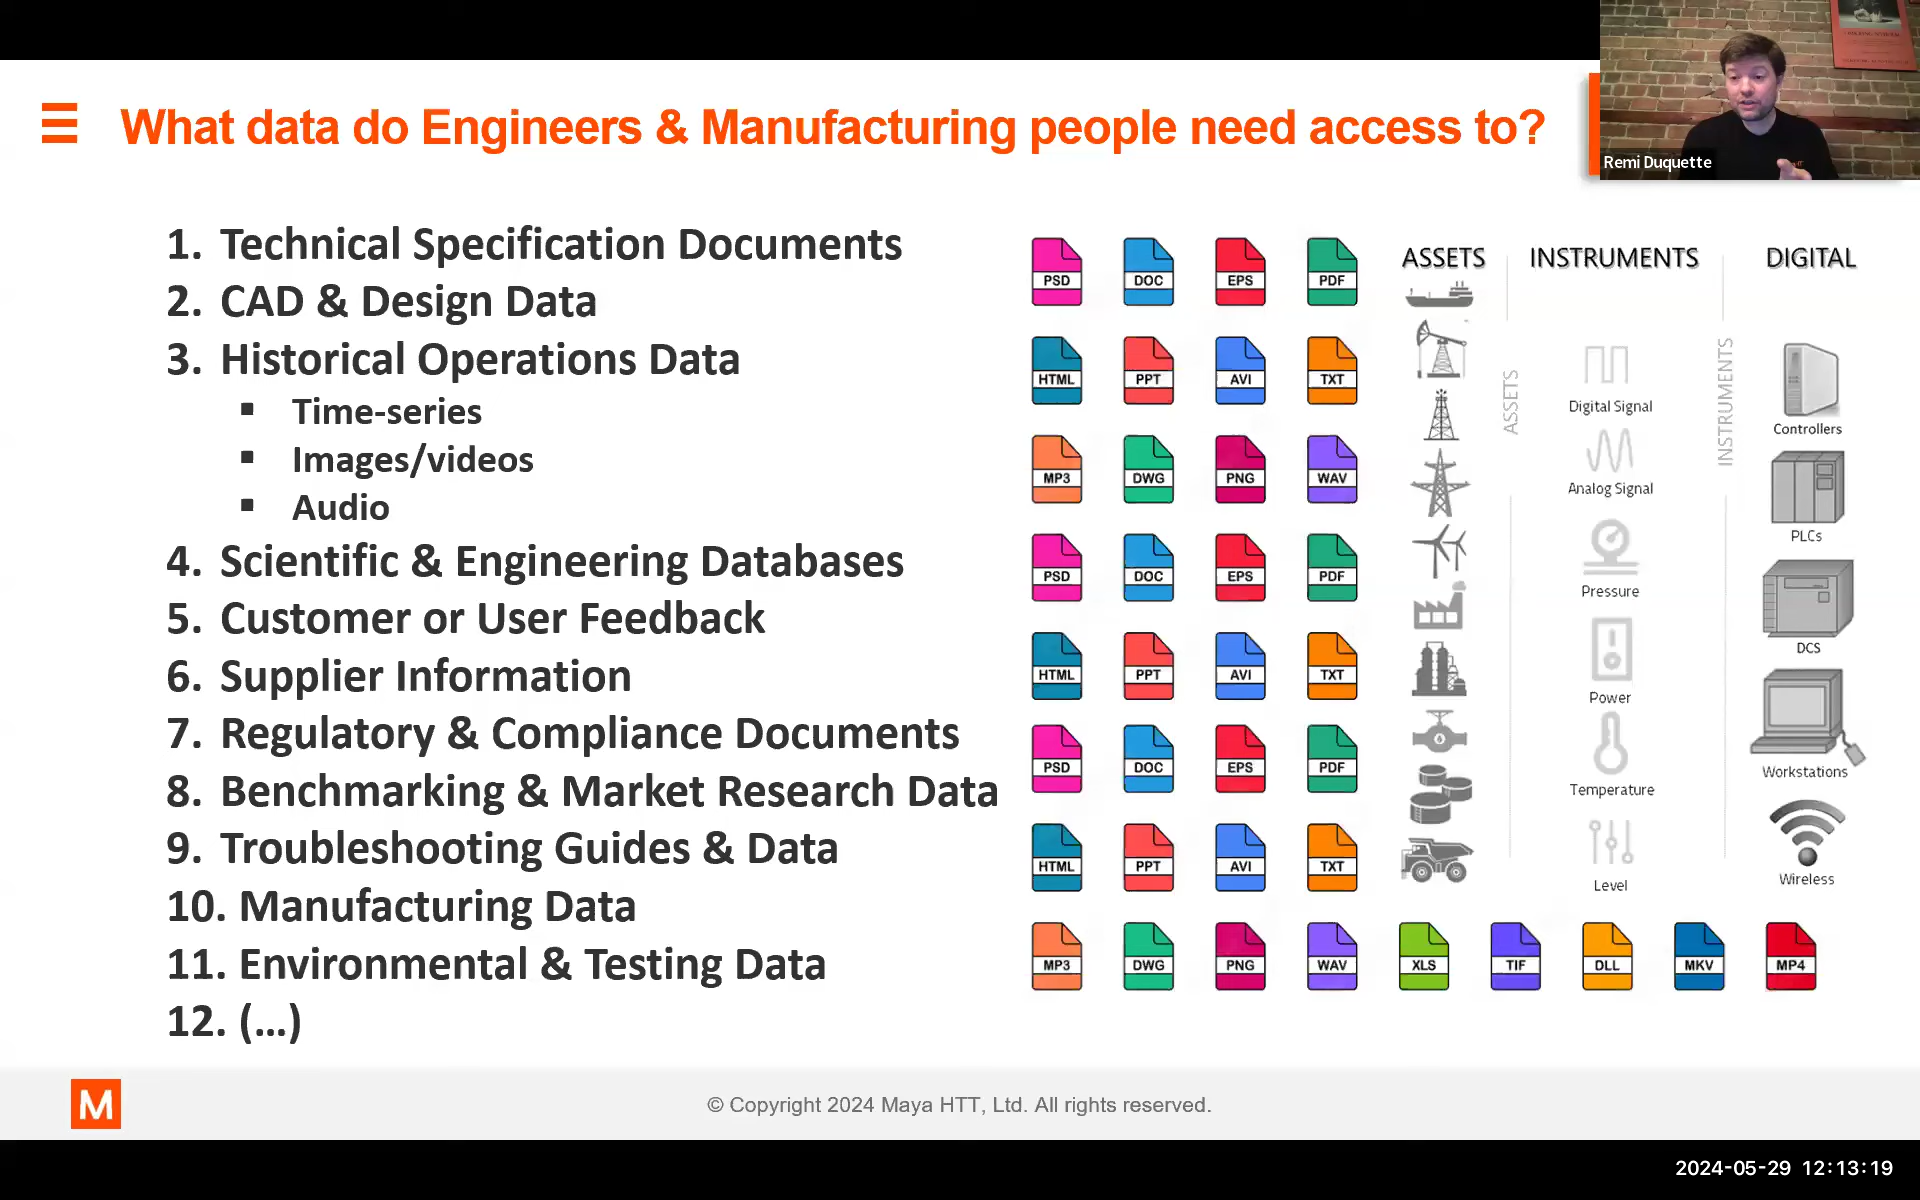 What data do Engineers & Manufacturing people need access to?
Remi Duquette
1. Technical Specification Documents
2. CAD & Design Data
3. Historical Operations Data
▪ Time-series
▪ Images/videos
▪ Audio
4. Scientific & Engineering Databases
5. Customer or User Feedback
6. Supplier Information
7. Regulatory & Compliance Documents
8. Benchmarking & Market Research Data
9. Troubleshooting Guides & Data
10. Manufacturing Data
11. Environmental & Testing Data
12. (...)
PSD DOC EPS PDF
HTML PPT AVI TXT
MP3 DWG PNG WAV
PSD DOC EPS PDF
HTML PPT AVI TXT
PSD DOC EPS PDF
HTML PPT AVI TXT
MP3 DWG PNG WAV XLS TIF DLL MKV MP4
ASSETS
ASSETS
INSTRUMENTS
Digital Signal
Analog Signal
Pressure
Power
Temperature
Level
INSTRUMENTS
DIGITAL
Controllers
PLCs
DCS
Workstations
Wireless
M
© Copyright 2024 Maya HTT, Ltd. All rights reserved.
2024-05-29 12:13:19